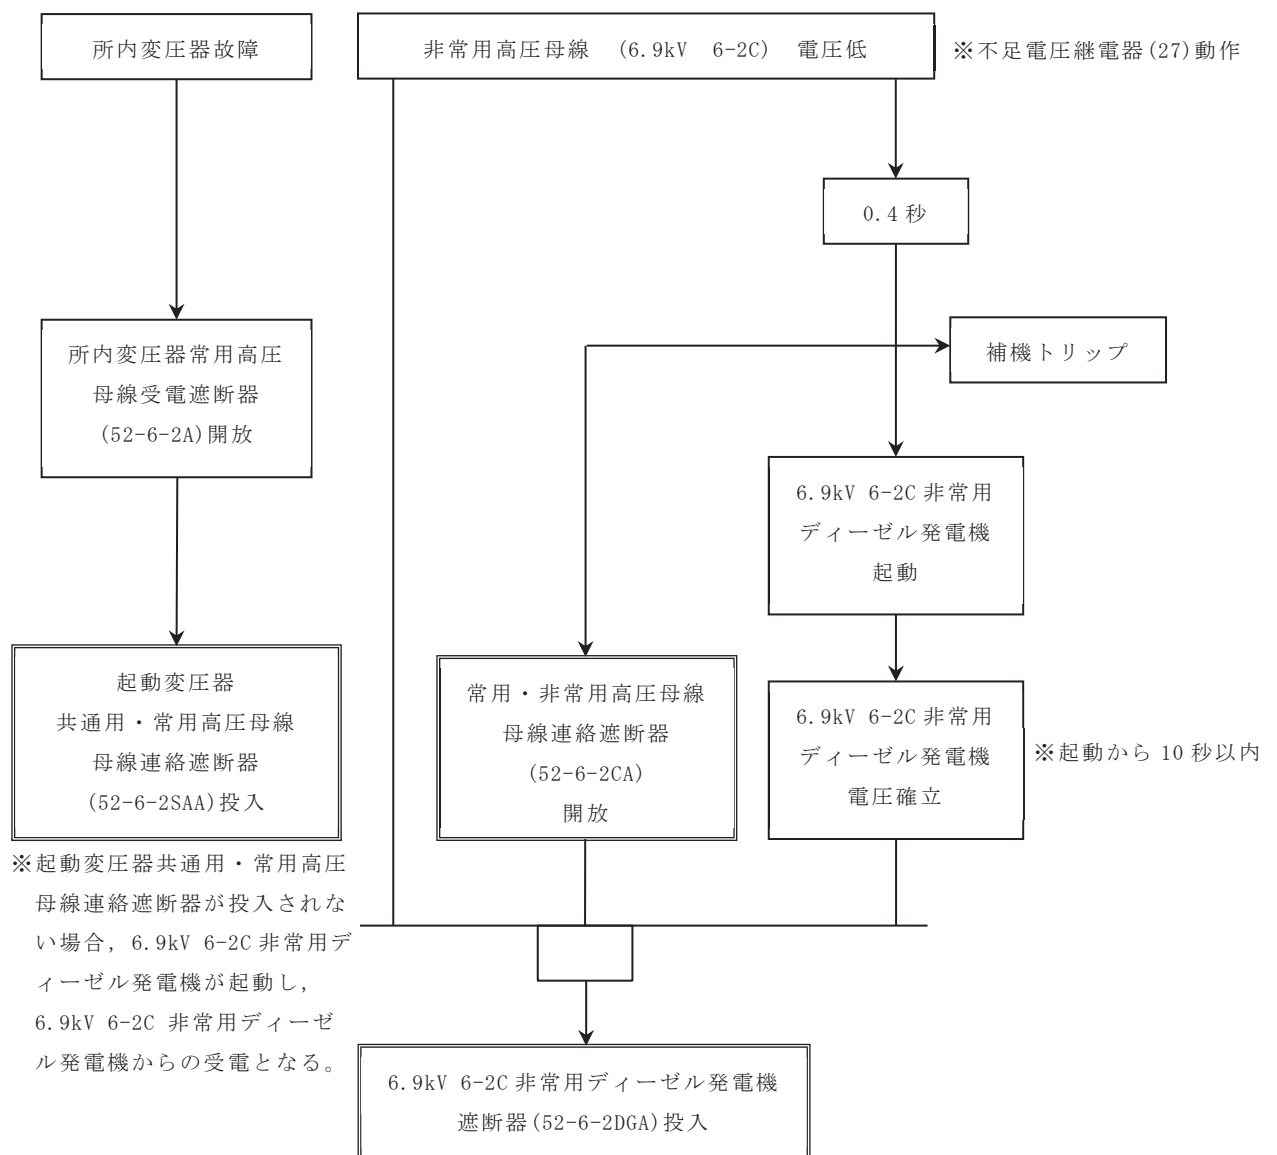 所内変圧器故障
非常用高圧母線 (6.9kV 6-2C) 電圧低
※不足電圧継電器(27)動作
0.4秒
所内変圧器常用高圧
母線受電遮断器
(52-6-2A)開放
補機トリップ
6.9kV 6-2C非常用
ディーゼル発電機
起動
起動変圧器
共通用・常用高圧母線
母線連絡遮断器
(52-6-2SAA)投入
常用・非常用高圧母線
母線連絡遮断器
(52-6-2CA)
開放
6.9kV 6-2C非常用
ディーゼル発電機
電圧確立
※起動から10秒以内
※起動変圧器共通用・常用高圧
母線連絡遮断器が投入されな
い場合，6.9kV 6-2C非常用デ
ィーゼル発電機が起動し，
6.9kV 6-2C 非常用ディーゼ
ル発電機からの受電となる。
6.9kV 6-2C非常用ディーゼル発電機
遮断器(52-6-2DGA)投入